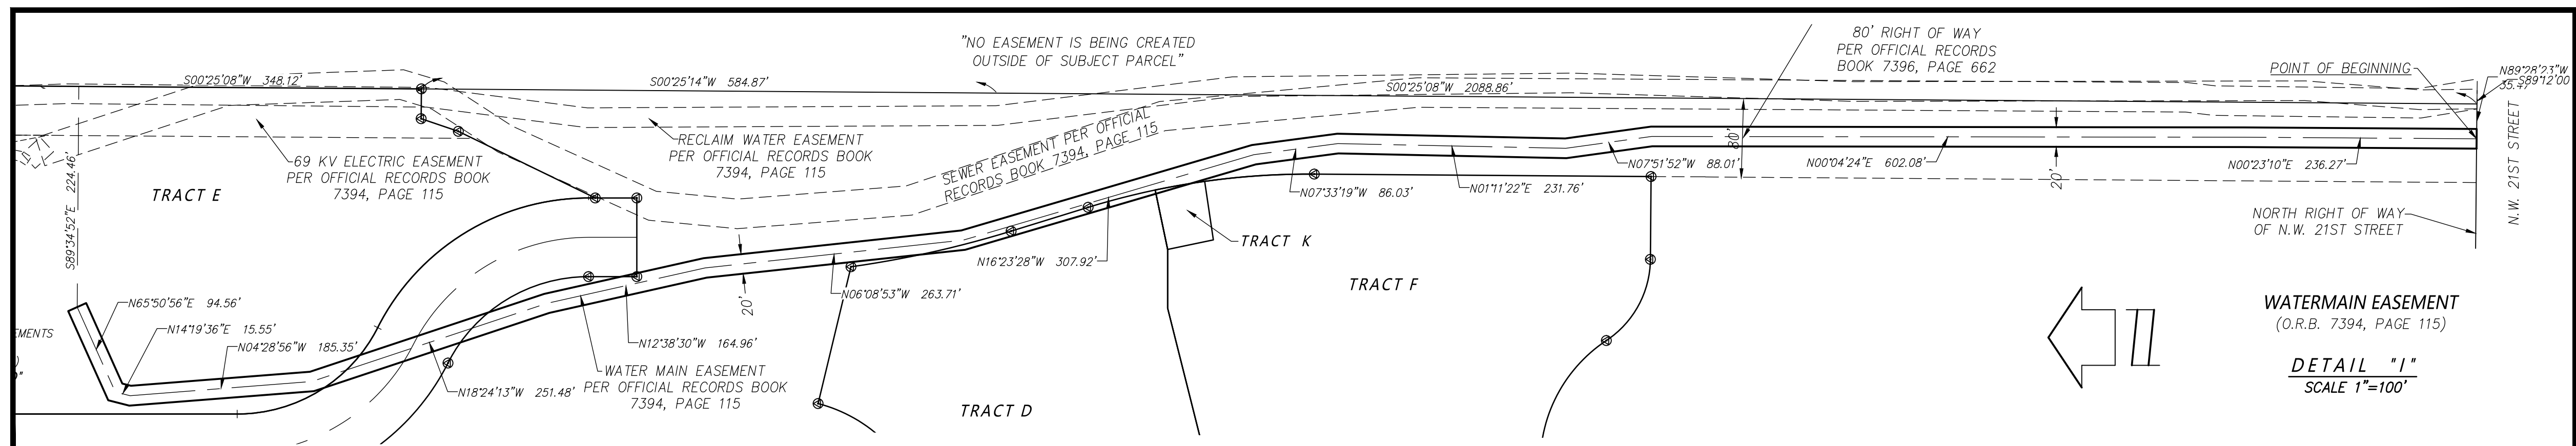 "NO EASEMENT IS BEING CREATED
OUTSIDE OF SUBJECT PARCEL"
80' RIGHT OF WAY
PER OFFICIAL RECORDS
BOOK 7396, PAGE 662
POINT OF BEGINNING
N89°28'23"W
S89°12'00
35.47
S00°25'08"W 348.12'
S00°25'14"W 584.87'
S00°25'08"W 2088.86'
N.W. 21ST STREET
RECLAIM WATER EASEMENT
PER OFFICIAL RECORDS BOOK
7394, PAGE 115
SEWER EASEMENT PER OFFICIAL
RECORDS BOOK 7394, PAGE 115
80'
69 KV ELECTRIC EASEMENT
PER OFFICIAL RECORDS BOOK
7394, PAGE 115
N07°51'52"W 88.01'
N00°04'24"E 602.08'
N00°23'10"E 236.27'
20'
TRACT E
S89°34'52"E 224.46'
N07°33'19"W 86.03'
N01°11'22"E 231.76'
NORTH RIGHT OF WAY
OF N.W. 21ST STREET
TRACT K
N16°23'28"W 307.92'
TRACT F
20'
N06°08'53"W 263.71'
N65°50'56"E 94.56'
N14°19'36"E 15.55'
N04°28'56"W 185.35'
EMENTS
N12°38'30"W 164.96'
WATER MAIN EASEMENT
PER OFFICIAL RECORDS BOOK
7394, PAGE 115
N18°24'13"W 251.48'
TRACT D
WATERMAIN EASEMENT
(O.R.B. 7394, PAGE 115)
DETAIL "I"
SCALE 1"=100'